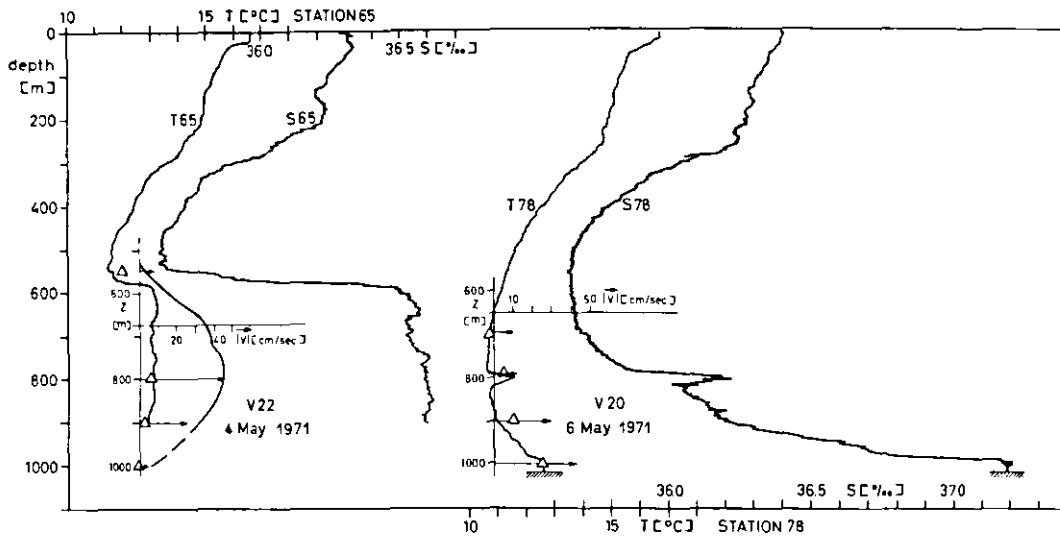 10 15 T [°C] STATION 65
0 360 36.5 S [‰]
depth
[m]
T65 S65
200
400
T78 S78
600
600 10 50 |V| [cm/sec]
Z
[m]
600
Z
[m]
20 40 |V| [cm/sec]
800 800 800
V22
4 May 1971
V20
6 May 1971
1000 1000 1000
360 36.5 S [‰] 370
10 15 T [°C] STATION 78